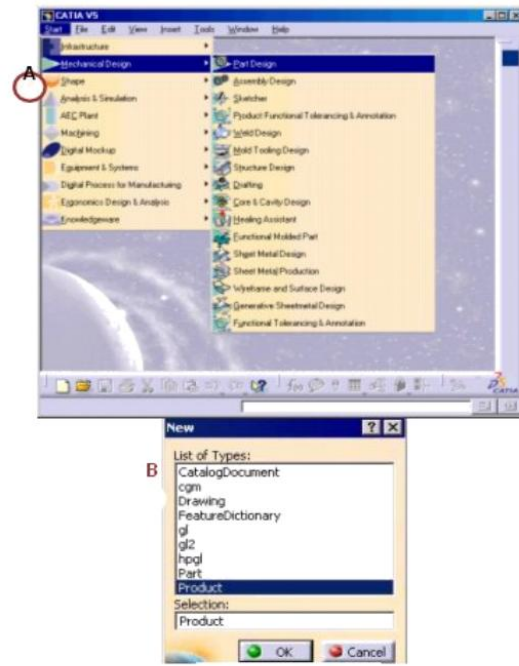 CATIA V5
Start File Edit View Insert Tools Window Help
Infrastructure
A
Mechanical Design
Shape
Analysis & Simulation
AEC Plant
Machining
Digital Mockup
Equipment & Systems
Digital Process for Manufacturing
Ergonomics Design & Analysis
Knowledgeware
Part Design
Assembly Design
Sketcher
Product Functional Tolerancing & Annotation
Weld Design
Mold Tooling Design
Structure Design
Drafting
Core & Cavity Design
Healing Assistant
Functional Molded Part
Sheet Metal Design
Sheet Metal Production
Wireframe and Surface Design
Generative Sheetmetal Design
Functional Tolerancing & Annotation
CATIA
New
B
List of Types:
CatalogDocument
cgm
Drawing
FeatureDictionary
gl
gl2
hpgl
Part
Product
Selection:
Product
OK Cancel